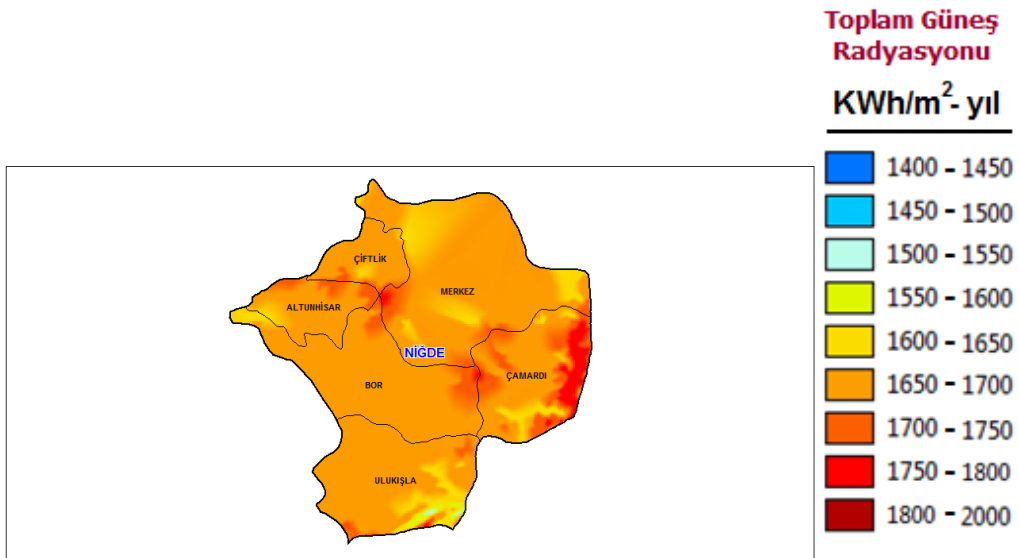 Toplam Güneş
Radyasyonu
KWh/m²- yıl
1400 - 1450
1450 - 1500
1500 - 1550
1550 - 1600
1600 - 1650
1650 - 1700
1700 - 1750
1750 - 1800
1800 - 2000
ÇİFTLİK
MERKEZ
ALTUNHİSAR
NİĞDE
ÇAMARDI
BOR
ULUKIŞLA